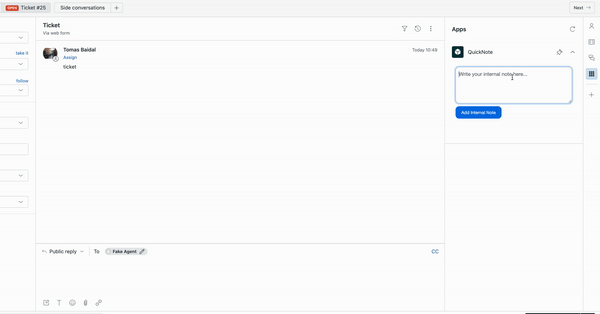 OPEN Ticket #25
Side conversations
Next
take it
follow
Ticket
Via web form
Tomas Baidal
Assign
Today 10:49
ticket
Apps
QuickNote
Write your internal note here...
Add Internal Note
Public reply
To
Fake Agent
CC